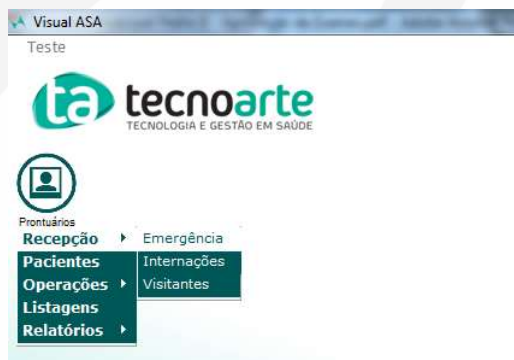 Visual ASA
Teste
ta tecnoarte
TECNOLOGIA E GESTÃO EM SAÚDE
Prontuários
Recepção Emergência
Pacientes Internações
Operações Visitantes
Listagens
Relatórios